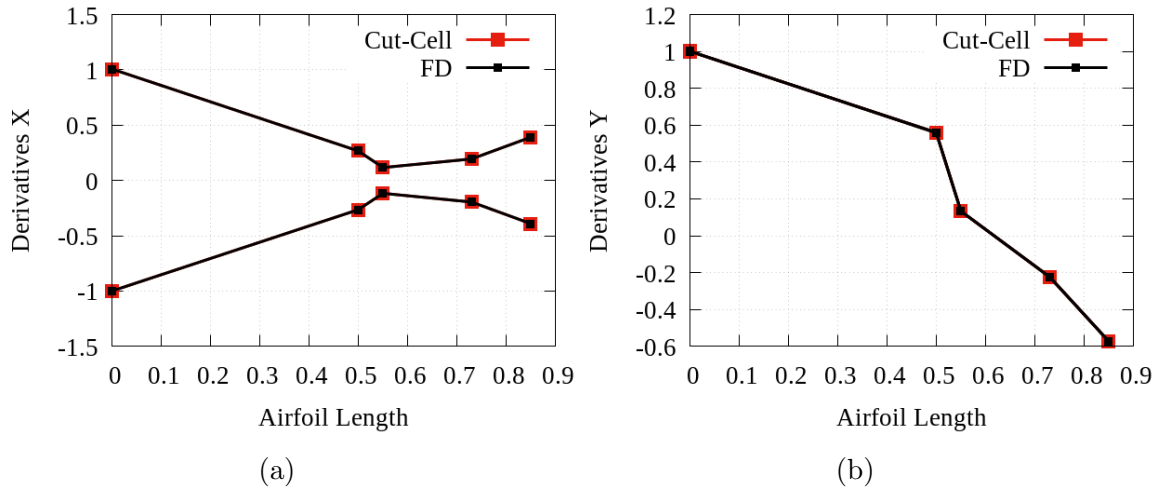 1.5
1
0.5
0
-0.5
-1
-1.5
Derivatives X
Cut-Cell
FD
0 0.1 0.2 0.3 0.4 0.5 0.6 0.7 0.8 0.9
Airfoil Length
(a)
1.2
1
0.8
0.6
0.4
0.2
0
-0.2
-0.4
-0.6
Derivatives Y
Cut-Cell
FD
0 0.1 0.2 0.3 0.4 0.5 0.6 0.7 0.8 0.9
Airfoil Length
(b)